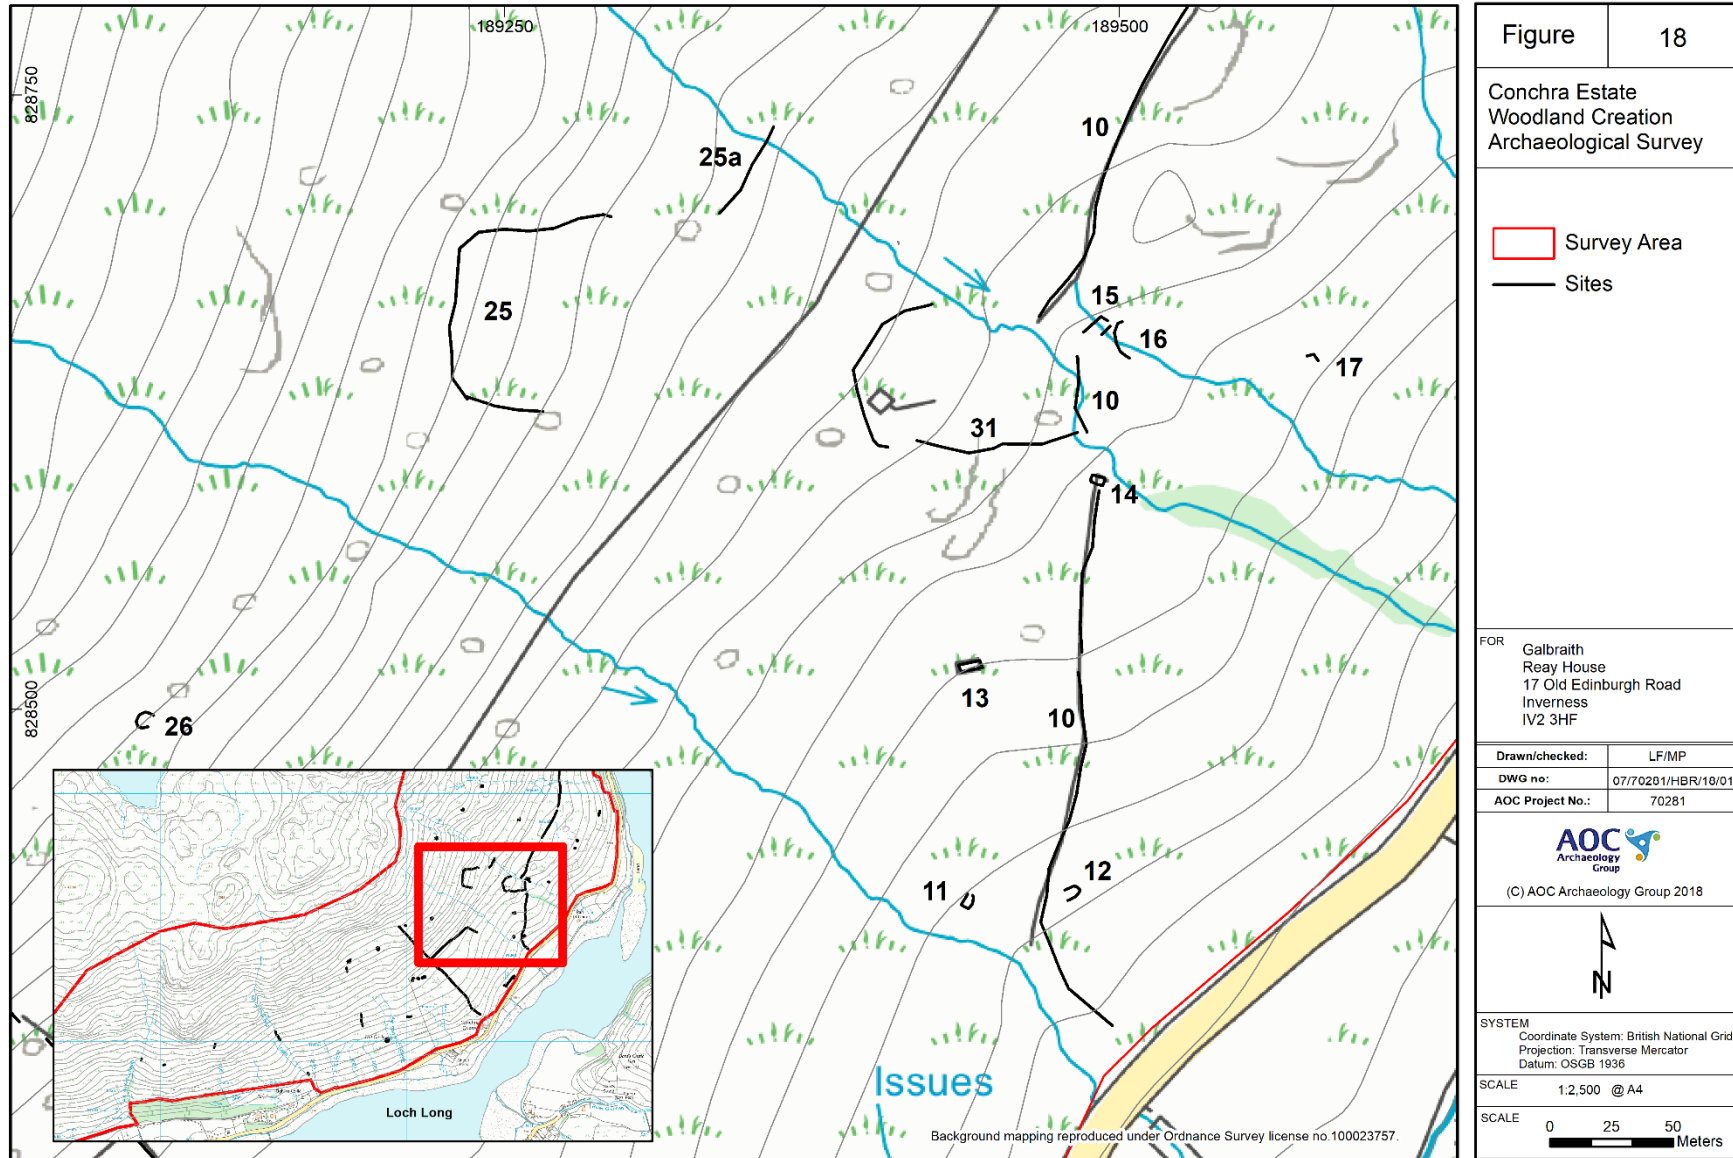 189250
189500
828750
828500
10
25a
25
15
16
17
10
31
14
13
10
26
11
12
Issues
Loch Long
Background mapping reproduced under Ordnance Survey license no.100023757.
Figure 18
Conchra Estate
Woodland Creation
Archaeological Survey
Survey Area
Sites
FOR
Galbraith
Reay House
17 Old Edinburgh Road
Inverness
IV2 3HF
Drawn/checked: LF/MP
DWG no: 07/70281/HBR/18/01
AOC Project No.: 70281
AOC
Archaeology
Group
(C) AOC Archaeology Group 2018
N
SYSTEM
Coordinate System: British National Grid
Projection: Transverse Mercator
Datum: OSGB 1936
SCALE 1:2,500 @ A4
SCALE
0 25 50
Meters